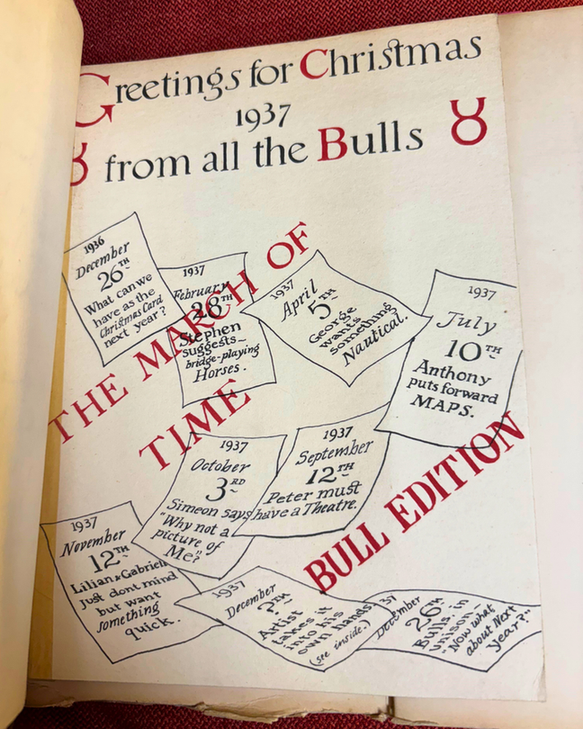 Greetings for Christmas
1937
♉ from all the Bulls ♉
THE MARCH OF
TIME
BULL EDITION
1936
December
26TH
What can we
have as the
Christmas Card
next year?
1937
February
28TH
Stephen
suggests~
bridge-playing
Horses.
1937
April
5TH
George
wants
something
Nautical.
1937
July
10TH
Anthony
puts forward
MAPS.
1937
October
3RD
Simeon says
"Why not a
picture of
Me?"
1937
September
12TH
Peter must
have a Theatre.
1937
November
12TH
Lilian & Gabriel
just dont mind
but want
something
quick.
1937
December
?TH
Artist
takes it
into his
own hands
(see inside.)
37
December
26TH
Bulls in
unison.
"Now what
about Next
Year?"